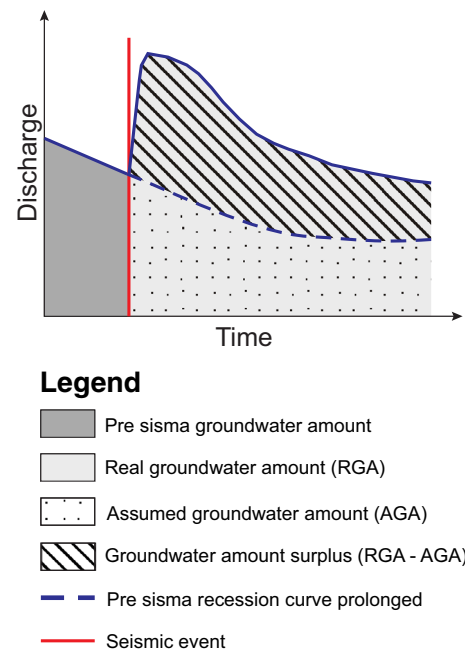 Discharge
Time
Legend
Pre sisma groundwater amount
Real groundwater amount (RGA)
Assumed groundwater amount (AGA)
Groundwater amount surplus (RGA - AGA)
Pre sisma recession curve prolonged
Seismic event